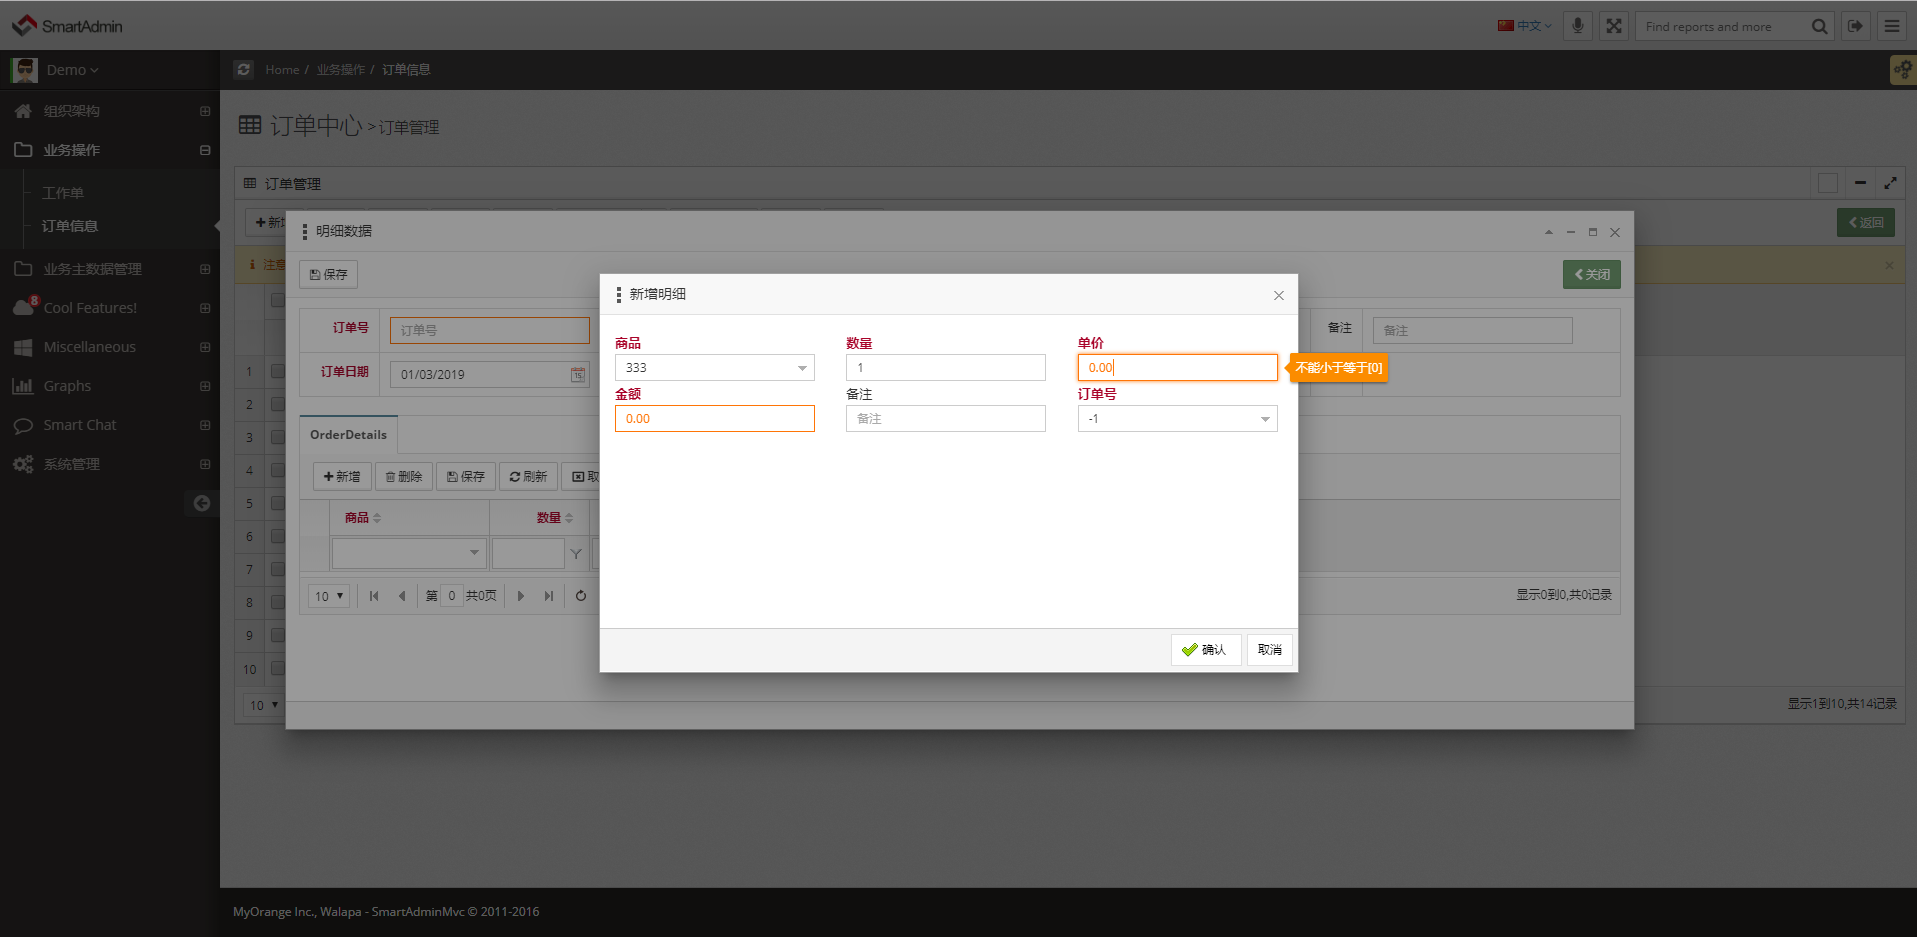 SmartAdmin
中文
Find reports and more
Demo
Home / 业务操作 / 订单信息
组织架构
业务操作
工作单
订单信息
业务主数据管理
8
Cool Features!
Miscellaneous
Graphs
Smart Chat
系统管理
订单中心 > 订单管理
订单管理
返回
明细数据
保存
关闭
订单号
订单号
备注
备注
订单日期
01/03/2019
15
OrderDetails
新增
删除
保存
刷新
商品
数量
10
第 0 共0页
显示0到0,共0记录
1
2
3
4
5
6
7
8
9
10
10
显示1到10,共14记录
新增明细
商品
数量
单价
333
1
0.00
不能小于等于[0]
金额
备注
订单号
0.00
备注
-1
确认
取消
MyOrange Inc., Walapa - SmartAdminMvc © 2011-2016